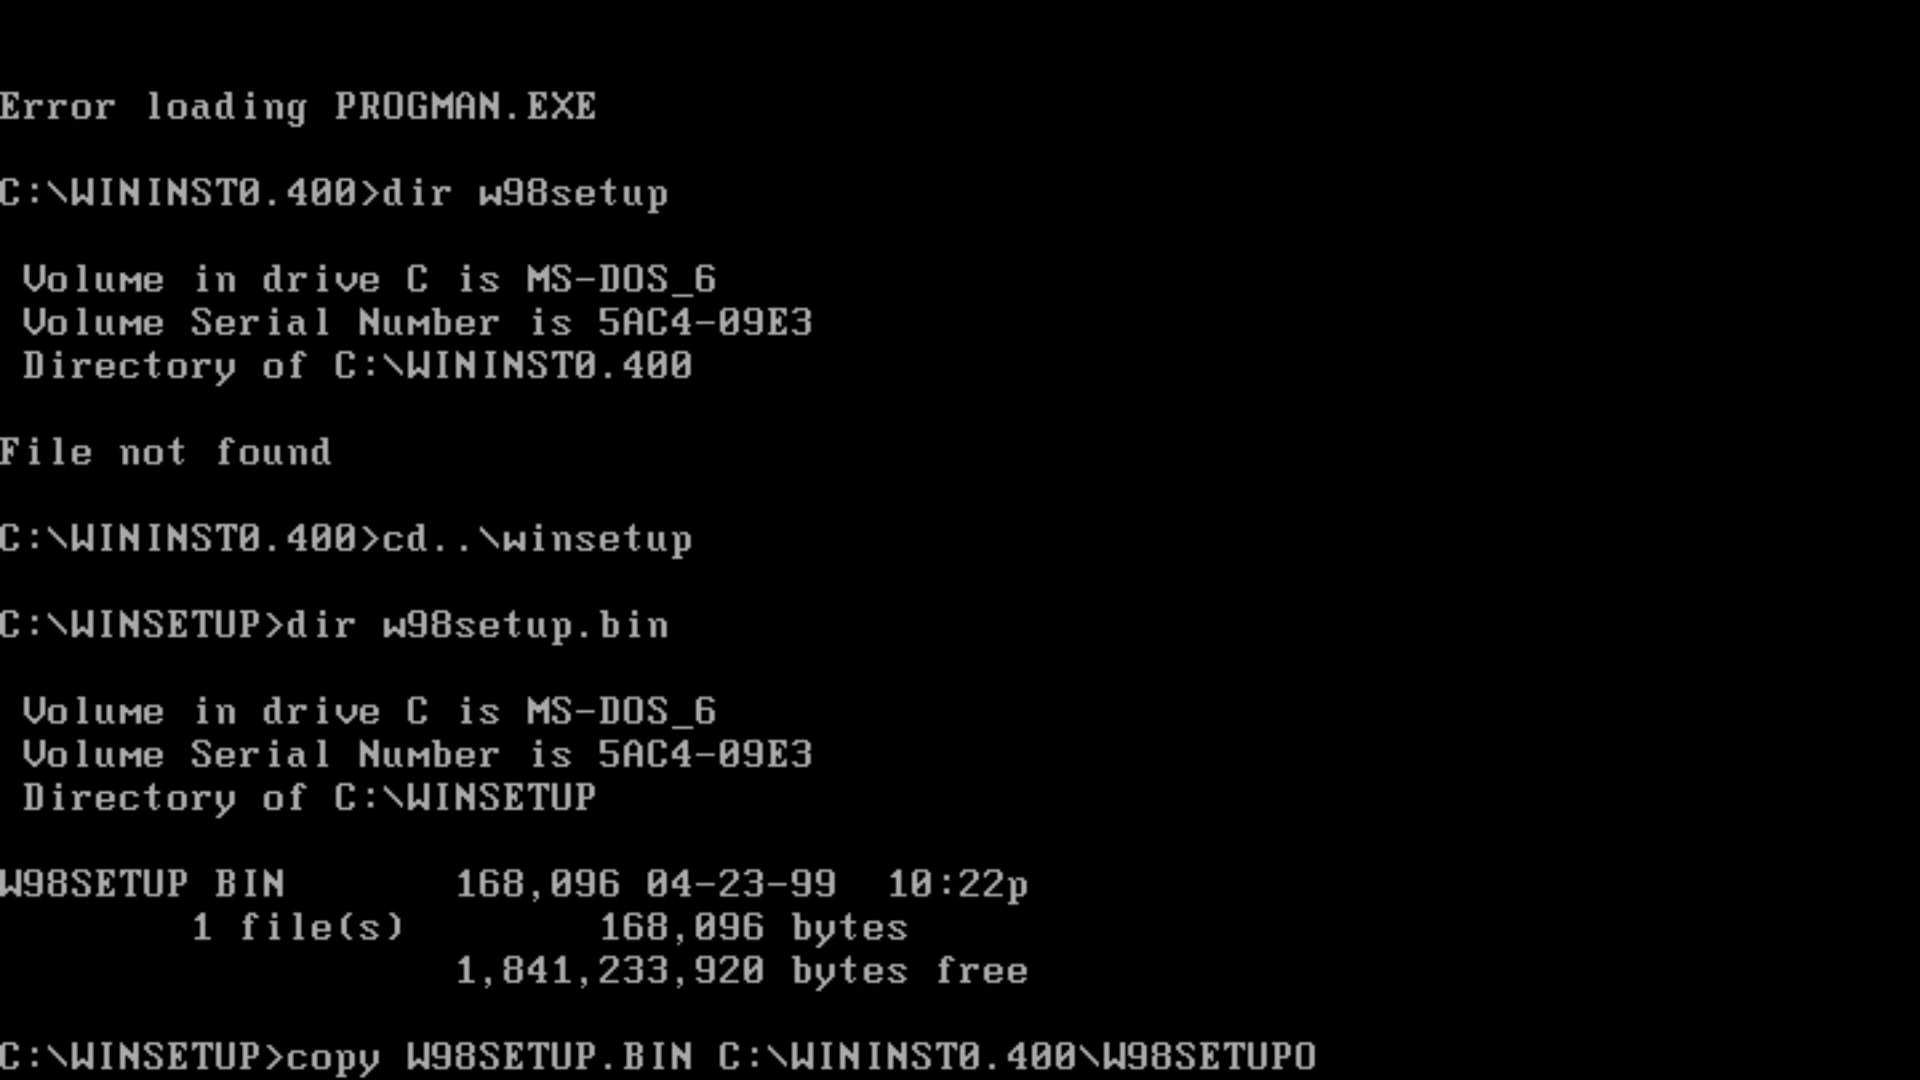 Error loading PROGMAN.EXE
C:\WININST0.400>dir w98setup
Volume in drive C is MS-DOS_6
Volume Serial Number is 5AC4-09E3
Directory of C:\WININST0.400
File not found
C:\WININST0.400>cd..\winsetup
C:\WINSETUP>dir w98setup.bin
Volume in drive C is MS-DOS_6
Volume Serial Number is 5AC4-09E3
Directory of C:\WINSETUP
W98SETUP BIN 168,096 04-23-99 10:22p
1 file(s) 168,096 bytes
1,841,233,920 bytes free
C:\WINSETUP>copy W98SETUP.BIN C:\WININST0.400\W98SETUPO